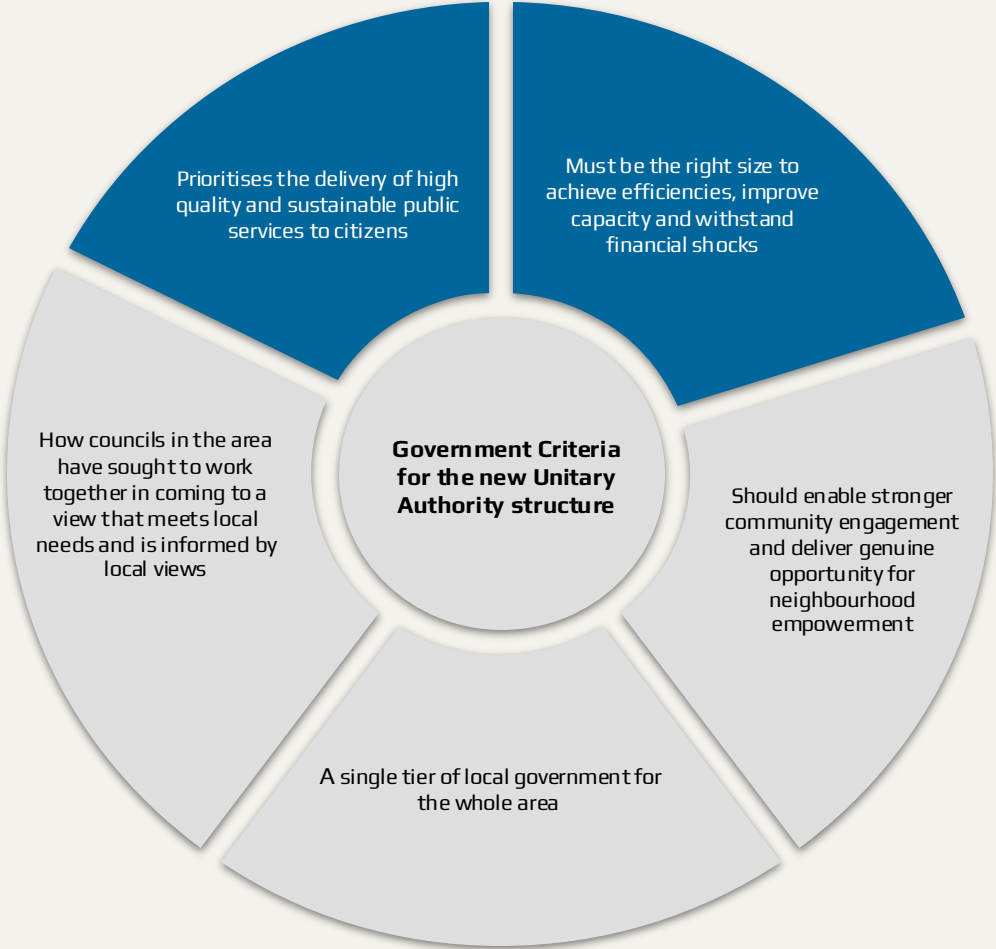 Prioritises the delivery of high
quality and sustainable public
services to citizens
Must be the right size to
achieve efficiencies, improve
capacity and withstand
financial shocks
How councils in the area
have sought to work
together in coming to a
view that meets local
needs and is informed by
local views
Government Criteria
for the new Unitary
Authority structure
Should enable stronger
community engagement
and deliver genuine
opportunity for
neighbourhood
empowerment
A single tier of local government for
the whole area